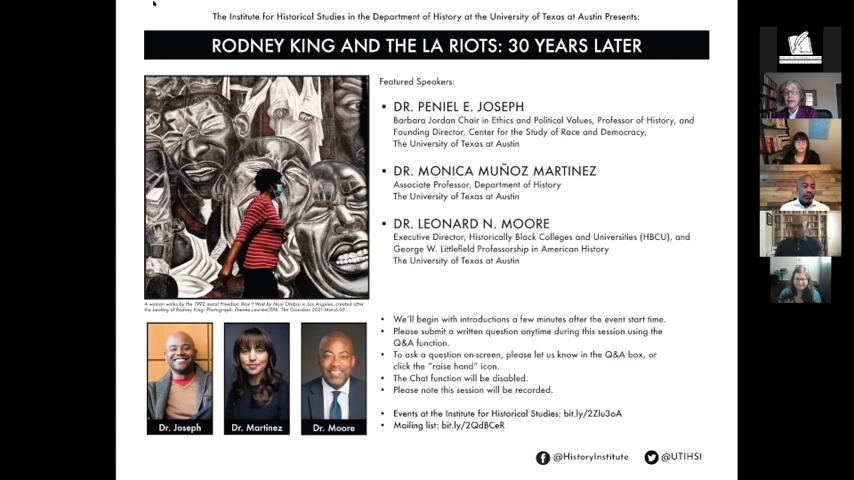 The Institute for Historical Studies in the Department of History at the University of Texas at Austin Presents:
RODNEY KING AND THE LA RIOTS: 30 YEARS LATER
Featured Speakers:
• DR. PENIEL E. JOSEPH
Barbara Jordan Chair in Ethics and Political Values, Professor of History, and
Founding Director, Center for the Study of Race and Democracy,
The University of Texas at Austin
• DR. MONICA MUÑOZ MARTINEZ
Associate Professor, Department of History
The University of Texas at Austin
• DR. LEONARD N. MOORE
Executive Director, Historically Black Colleges and Universities (HBCU), and
George W. Littlefield Professorship in American History
The University of Texas at Austin
A woman walks by the 1992 mural Freedom Won't Wait by Noni Olabisi in Los Angeles, created after
the beating of Rodney King. Photograph: Etienne Laurent/EPA. The Guardian 2021-March-03.
• We'll begin with introductions a few minutes after the event start time.
• Please submit a written question anytime during this session using the
Q&A function.
• To ask a question on-screen, please let us know in the Q&A box, or
click the "raise hand" icon.
• The Chat function will be disabled.
• Please note this session will be recorded.
• Events at the Institute for Historical Studies: bit.ly/2Zlu3oA
• Mailing list: bit.ly/2QdBCeR
Dr. Joseph
Dr. Martinez
Dr. Moore
@HistoryInstitute
@UTIHS1